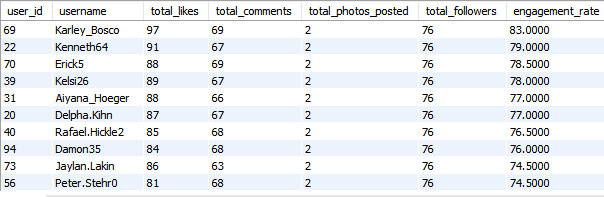 user_id username total_likes total_comments total_photos_posted total_followers engagement_rate
69 Karley_Bosco 97 69 2 76 83.0000
22 Kenneth64 91 67 2 76 79.0000
70 Erick5 88 69 2 76 78.5000
39 Kelsi26 89 67 2 76 78.0000
31 Aiyana_Hoeger 88 66 2 76 77.0000
20 Delpha.Kihn 87 67 2 76 77.0000
40 Rafael.Hickle2 85 68 2 76 76.5000
94 Damon35 84 68 2 76 76.0000
73 Jaylan.Lakin 86 63 2 76 74.5000
56 Peter.Stehr0 81 68 2 76 74.5000